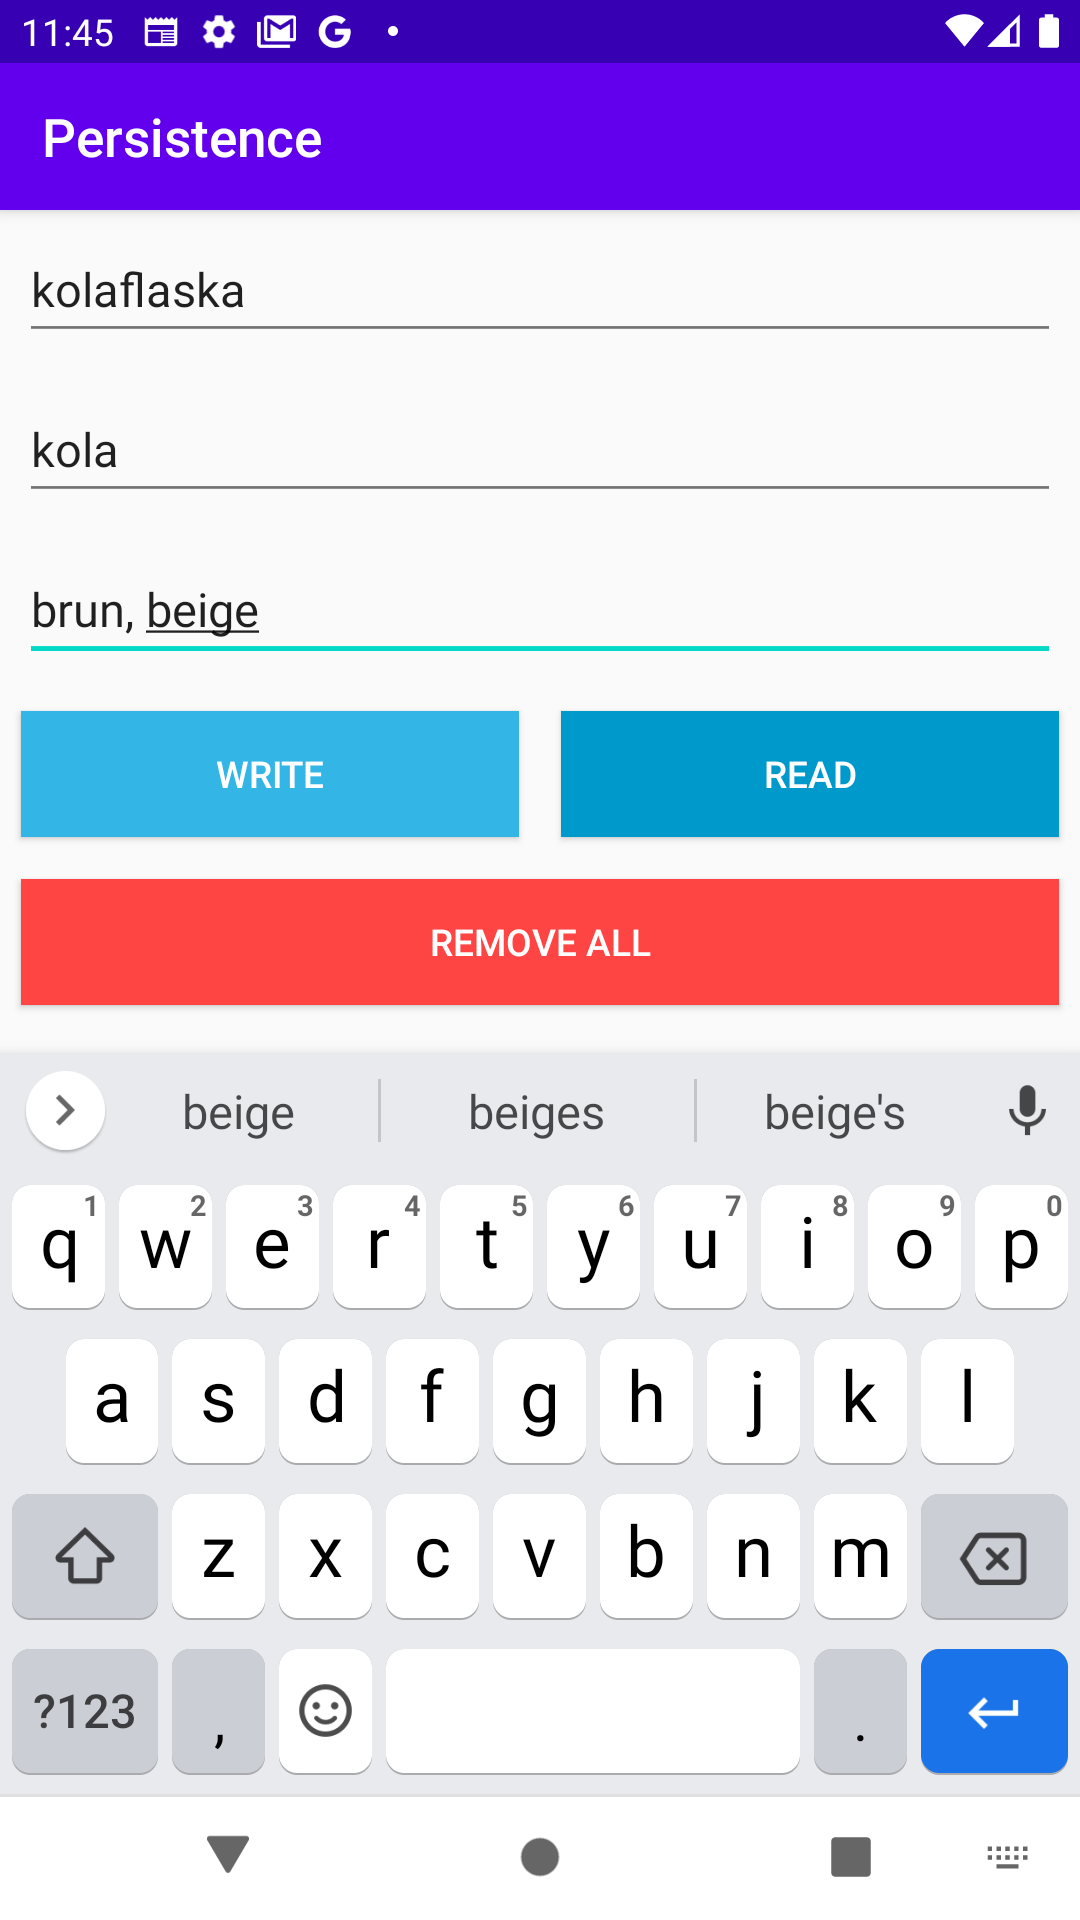 11:45
Persistence
kolaflaska
kola
brun, beige
WRITE READ
REMOVE ALL
beige beiges beige's
1 2 3 4 5 6 7 8 9 0
q w e r t y u i o p
a s d f g h j k l
z x c v b n m
?123 , .